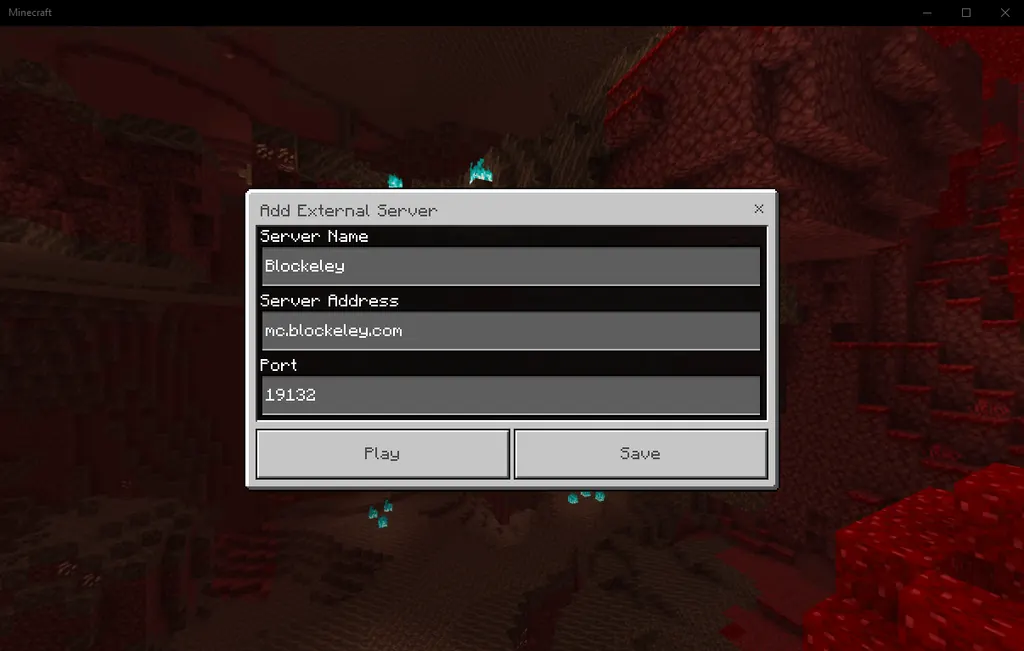 Minecraft
Add External Server
Server Name
Blockeley
Server Address
mc.blockeley.com
Port
19132
Play
Save